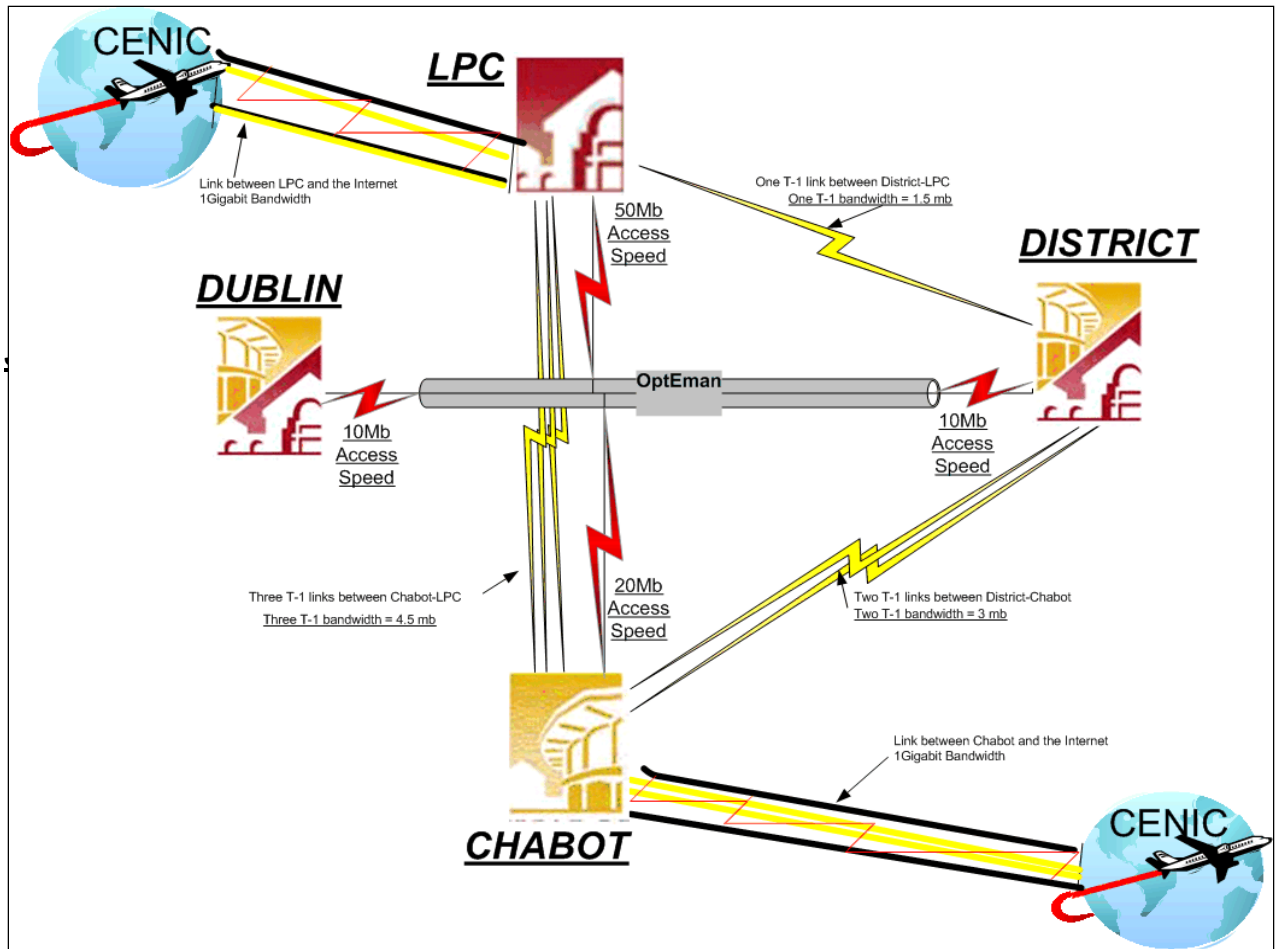 CENIC
LPC
Link between LPC and the Internet
1Gigabit Bandwidth
One T-1 link between District-LPC
One T-1 bandwidth = 1.5 mb
50Mb
Access
Speed
DISTRICT
DUBLIN
OptEman
10Mb
Access
Speed
10Mb
Access
Speed
Three T-1 links between Chabot-LPC
Three T-1 bandwidth = 4.5 mb
20Mb
Access
Speed
Two T-1 links between District-Chabot
Two T-1 bandwidth = 3 mb
Link between Chabot and the Internet
1Gigabit Bandwidth
CHABOT
CENIC